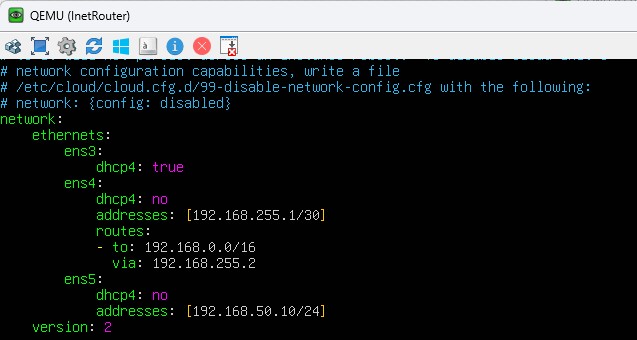 QEMU (InetRouter)
# network configuration capabilities, write a file
# /etc/cloud/cloud.cfg.d/99-disable-network-config.cfg with the following:
# network: {config: disabled}
network:
    ethernets:
        ens3:
            dhcp4: true
        ens4:
            dhcp4: no
            addresses: [192.168.255.1/30]
            routes:
            - to: 192.168.0.0/16
              via: 192.168.255.2
        ens5:
            dhcp4: no
            addresses: [192.168.50.10/24]
    version: 2